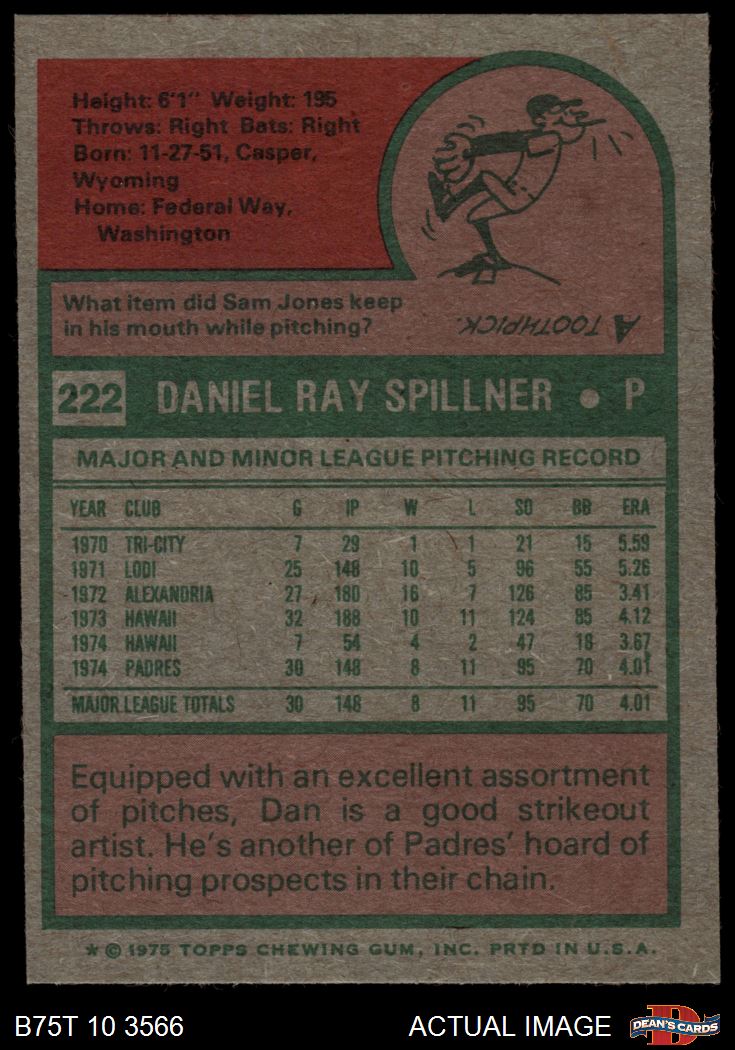 Height: 6'1" Weight: 195
Throws: Right Bats: Right
Born: 11-27-51, Casper,
Wyoming
Home: Federal Way,
Washington
What item did Sam Jones keep
in his mouth while pitching?
A TOOTHPICK.
222 DANIEL RAY SPILLNER • P
MAJOR AND MINOR LEAGUE PITCHING RECORD
YEAR CLUB G IP W L SO BB ERA
1970 TRI-CITY 7 29 1 1 21 15 5.59
1971 LODI 25 148 10 5 96 55 5.26
1972 ALEXANDRIA 27 180 16 7 126 85 3.41
1973 HAWAII 32 188 10 11 124 85 4.12
1974 HAWAII 7 54 4 2 47 18 3.67
1974 PADRES 30 148 8 11 95 70 4.01
MAJOR LEAGUE TOTALS 30 148 8 11 95 70 4.01
Equipped with an excellent assortment
of pitches, Dan is a good strikeout
artist. He's another of Padres' hoard of
pitching prospects in their chain.
* © 1975 TOPPS CHEWING GUM, INC. PRTD IN U.S.A.
B75T 10 3566 ACTUAL IMAGE DEAN'S CARDS